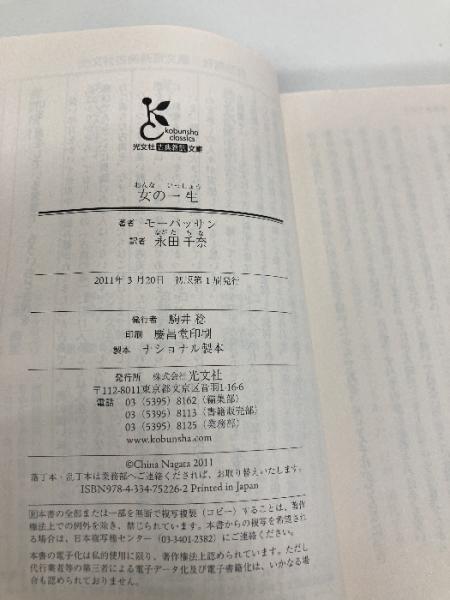 kobunsha
classics
光文社古典新訳文庫
おんな いっしょう
女の一生
著者 モーパッサン
ながた ちな
訳者 永田千奈
2011年3月20日 初版第1刷発行
発行者 駒井 稔
印刷 慶昌堂印刷
製本 ナショナル製本
発行所 株式会社光文社
〒112-8011東京都文京区音羽1-16-6
電話 03(5395)8162(編集部)
03(5395)8113(書籍販売部)
03(5395)8125(業務部)
www.kobunsha.com
©China Nagata 2011
落丁本・乱丁本は業務部へご連絡くだされば、お取り替えいたします。
ISBN978-4-334-75226-2 Printed in Japan
R本書の全部または一部を無断で複写複製(コピー)することは、著作
権法上での例外を除き、禁じられています。本書からの複写を希望され
る場合は、日本複写権センター(03-3401-2382)にご連絡ください。
本書の電子化は私的使用に限り、著作権法上認められています。ただし
代行業者等の第三者による電子データ化及び電子書籍化は、いかなる場
合も認められておりません。